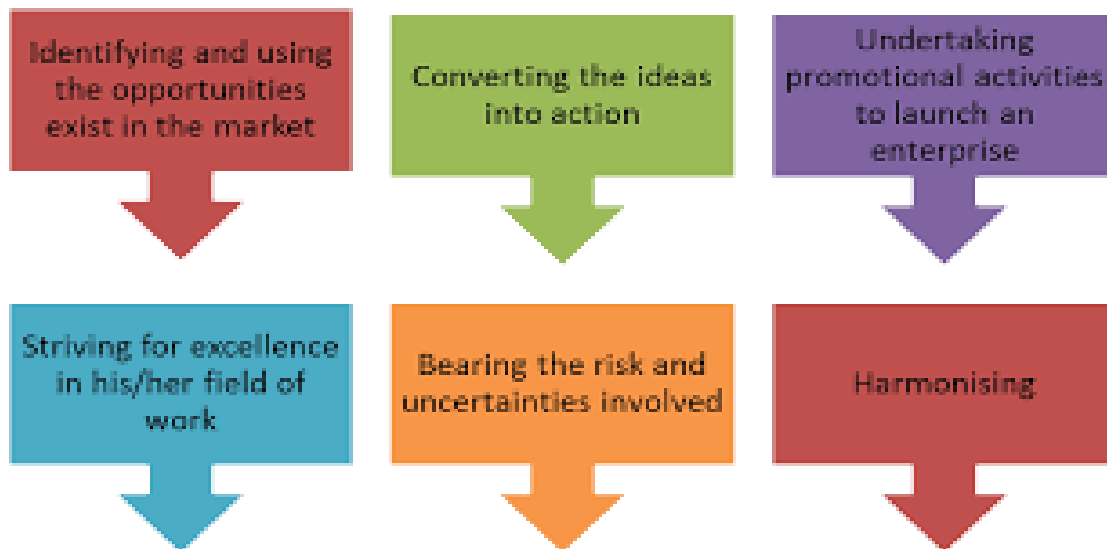 Identifying and using
the opportunities
exist in the market
Converting the ideas
into action
Undertaking
promotional activities
to launch an
enterprise
Striving for excellence
in his/her field of
work
Bearing the risk and
uncertainties involved
Harmonising